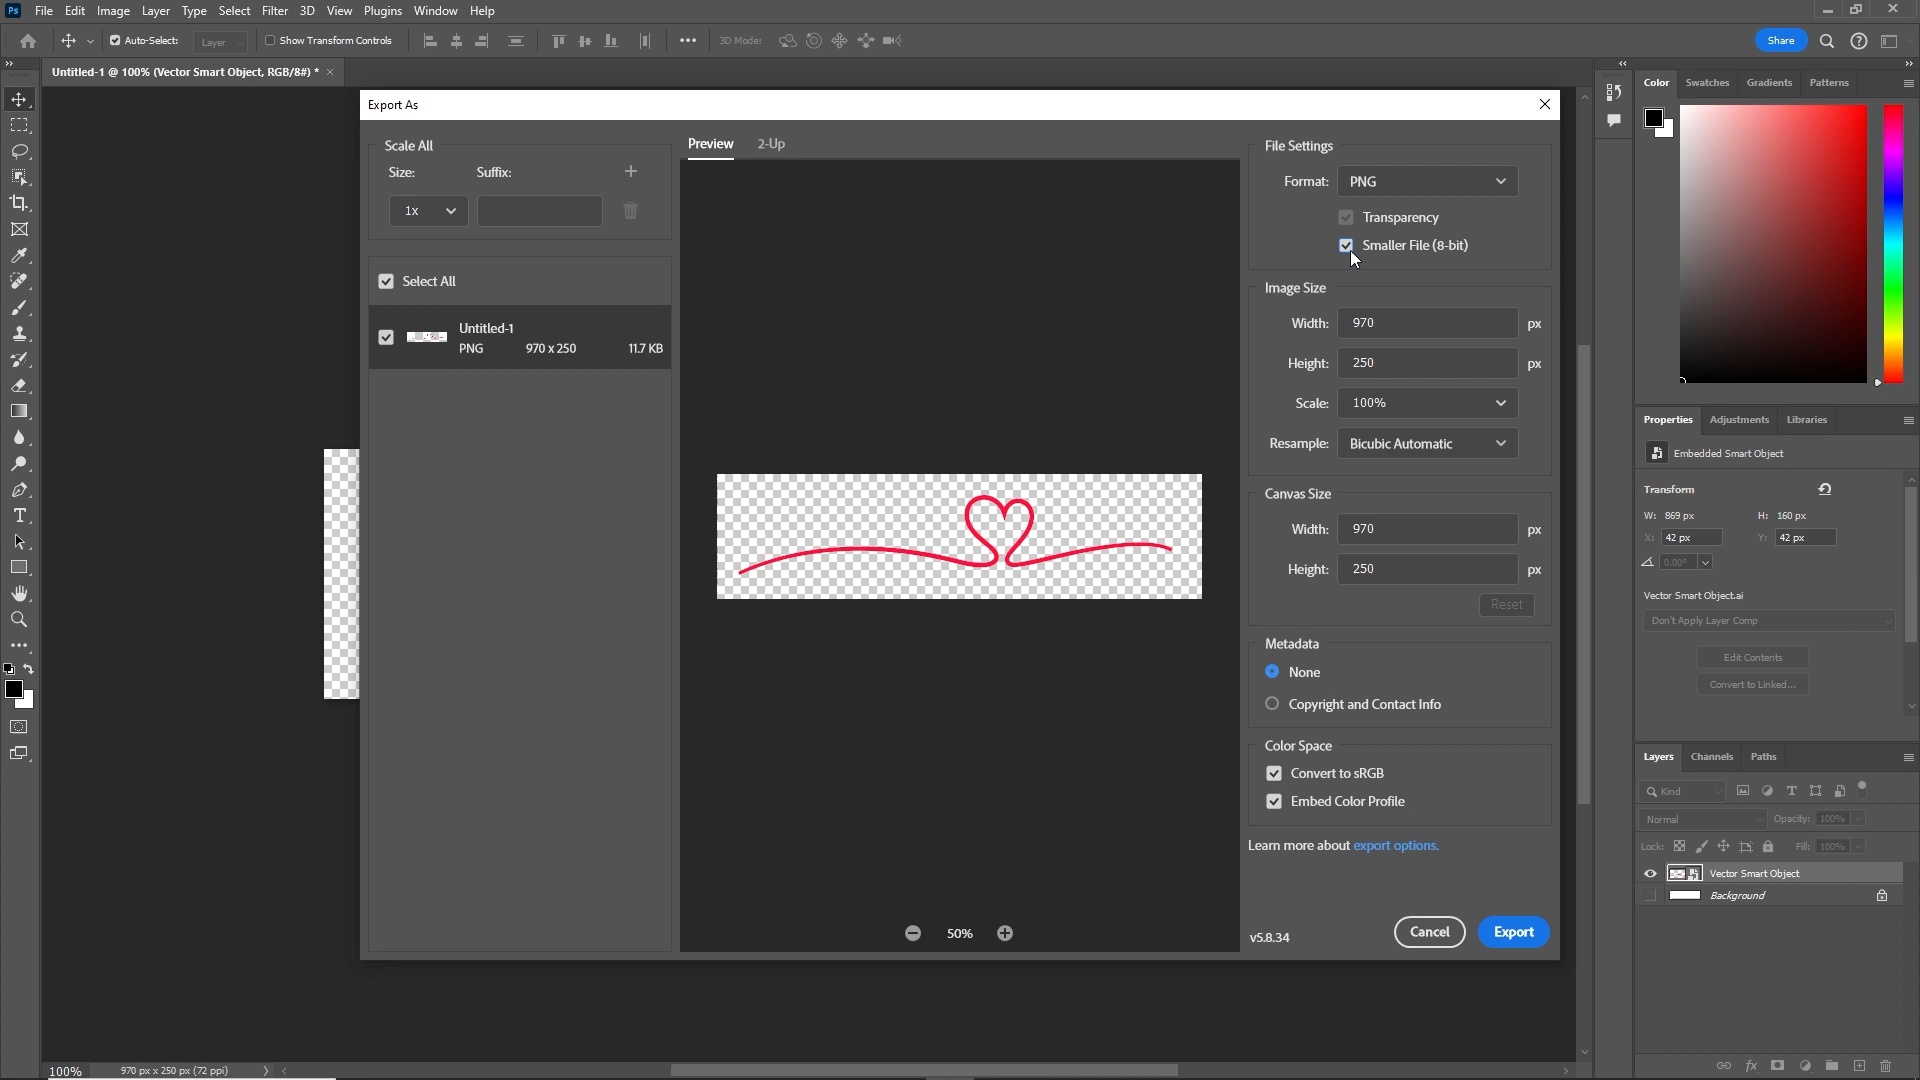 Ps File Edit Image Layer Type Select Filter 3D View Plugins Window Help
Auto-Select: Layer Show Transform Controls 3D Mode: Share
Untitled-1 @ 100% (Vector Smart Object, RGB/8#) *
Export As
Scale All
Size: Suffix:
1x
Select All
Untitled-1
PNG 970 x 250 11.7 KB
Preview 2-Up
50%
File Settings
Format: PNG
Transparency
Smaller File (8-bit)
Image Size
Width: 970 px
Height: 250 px
Scale: 100%
Resample: Bicubic Automatic
Canvas Size
Width: 970 px
Height: 250 px
Reset
Metadata
None
Copyright and Contact Info
Color Space
Convert to sRGB
Embed Color Profile
Learn more about export options.
v5.8.34 Cancel Export
Color Swatches Gradients Patterns
Properties Adjustments Libraries
Embedded Smart Object
Transform
W: 869 px H: 160 px
X: 42 px Y: 42 px
0.00°
Vector Smart Object.ai
Don't Apply Layer Comp
Edit Contents
Convert to Linked...
Layers Channels Paths
Kind
Normal Opacity: 100%
Lock: Fill: 100%
Vector Smart Object
Background
fx
100% 970 px x 250 px (72 ppi)